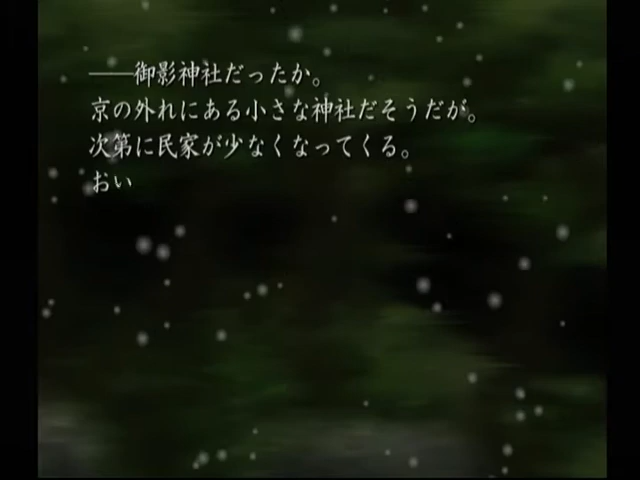 ――御影神社だったか。
京の外れにある小さな神社だそうだが。
次第に民家が少なくなってくる。
おい